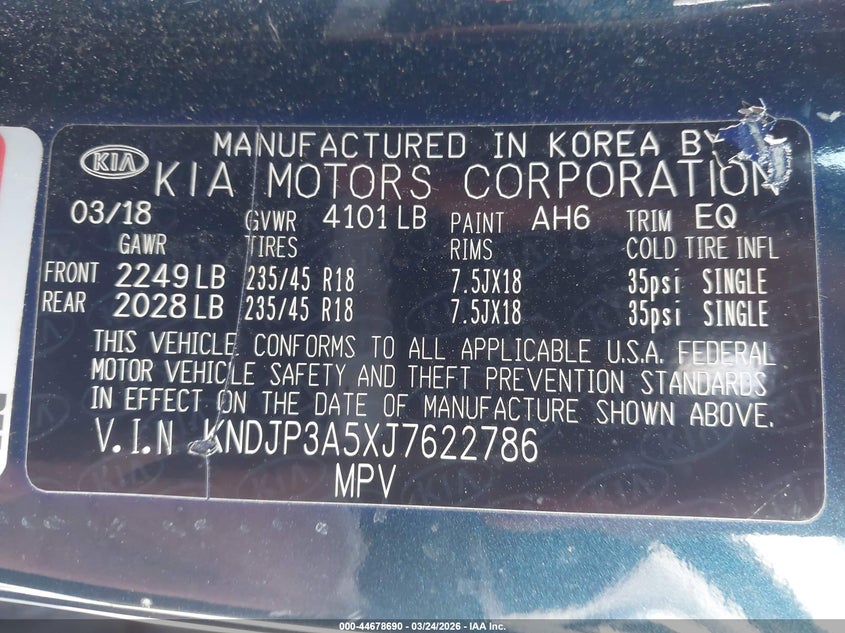 MANUFACTURED IN KOREA BY
KIA KIA MOTORS CORPORATION
03/18 GVWR 4101 LB PAINT AH6 TRIM EQ
GAWR TIRES RIMS COLD TIRE INFL
FRONT 2249 LB 235/45 R18 7.5JX18 35psi SINGLE
REAR 2028 LB 235/45 R18 7.5JX18 35psi SINGLE
THIS VEHICLE CONFORMS TO ALL APPLICABLE U.S.A. FEDERAL
MOTOR VEHICLE SAFETY AND THEFT PREVENTION STANDARDS
IN EFFECT ON THE DATE OF MANUFACTURE SHOWN ABOVE.
V.I.N KNDJP3A5XJ7622786
MPV
000-44678690 - 03/24/2026 - IAA Inc.